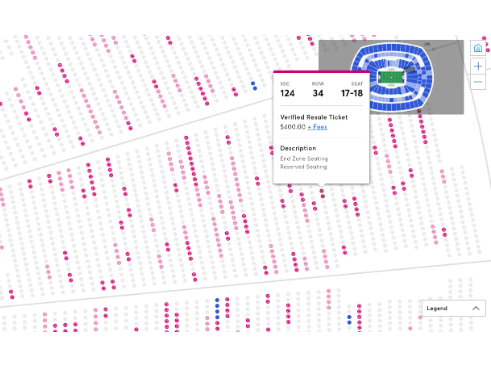 SEC ROW SEAT
124 34 17-18
Verified Resale Ticket
$400.00 + Fees
Description
End Zone Seating
Reserved Seating
Legend